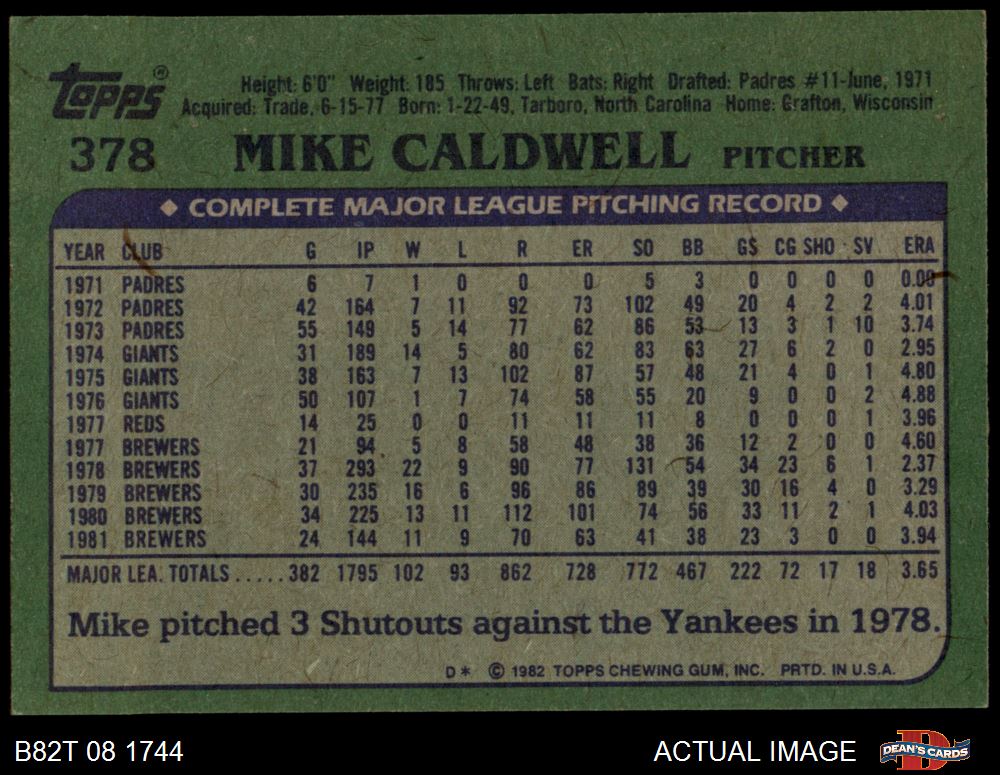 Topps®
Height: 6'0" Weight: 185 Throws: Left Bats: Right Drafted: Padres #11-June, 1971
Acquired: Trade, 6-15-77 Born: 1-22-49, Tarboro, North Carolina Home: Grafton, Wisconsin
378 MIKE CALDWELL PITCHER
◆ COMPLETE MAJOR LEAGUE PITCHING RECORD ◆
YEAR CLUB G IP W L R ER SO BB GS CG SHO SV ERA
1971 PADRES 6 7 1 0 0 0 5 3 0 0 0 0 0.00
1972 PADRES 42 164 7 11 92 73 102 49 20 4 2 2 4.01
1973 PADRES 55 149 5 14 77 62 86 53 13 3 1 10 3.74
1974 GIANTS 31 189 14 5 80 62 83 63 27 6 2 0 2.95
1975 GIANTS 38 163 7 13 102 87 57 48 21 4 0 1 4.80
1976 GIANTS 50 107 1 7 74 58 55 20 9 0 0 2 4.88
1977 REDS 14 25 0 0 11 11 11 8 0 0 0 1 3.96
1977 BREWERS 21 94 5 8 58 48 38 36 12 2 0 0 4.60
1978 BREWERS 37 293 22 9 90 77 131 54 34 23 6 1 2.37
1979 BREWERS 30 235 16 6 96 86 89 39 30 16 4 0 3.29
1980 BREWERS 34 225 13 11 112 101 74 56 33 11 2 1 4.03
1981 BREWERS 24 144 11 9 70 63 41 38 23 3 0 0 3.94
MAJOR LEA. TOTALS.....382 1795 102 93 862 728 772 467 222 72 17 18 3.65
Mike pitched 3 Shutouts against the Yankees in 1978.
D* © 1982 TOPPS CHEWING GUM, INC. PRTD. IN U.S.A.
B82T 08 1744 ACTUAL IMAGE DEAN'S CARDS